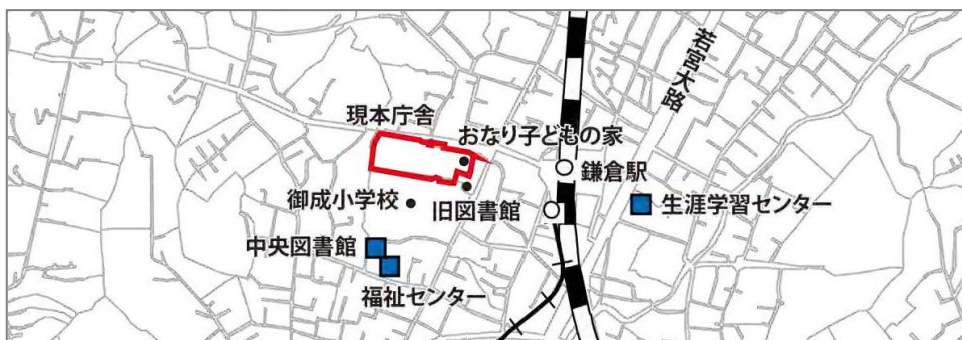 若宮大路
現本庁舎
おなり子どもの家
鎌倉駅
御成小学校
旧図書館
生涯学習センター
中央図書館
福祉センター